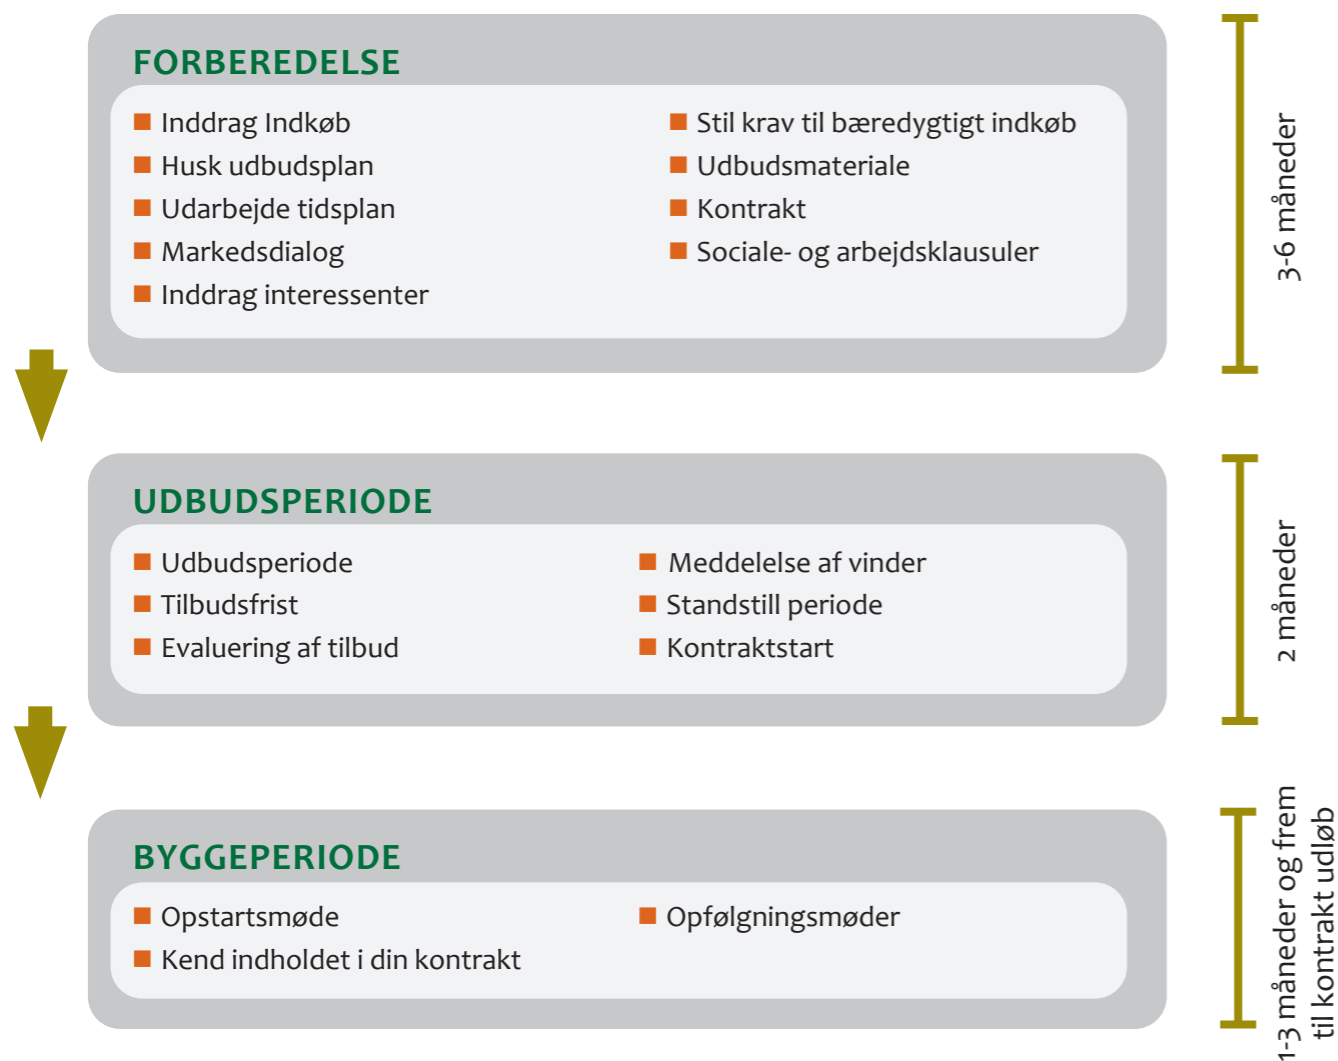 FORBEREDELSE
Inddrag Indkøb
Husk udbudsplan
Udarbejde tidsplan
Markedsdialog
Inddrag interessenter
Stil krav til bæredygtigt indkøb
Udbudsmateriale
Kontrakt
Sociale- og arbejdsklausuler
3-6 måneder
UDBUDSPERIODE
Udbudsperiode
Tilbudsfrist
Evaluering af tilbud
Meddelelse af vinder
Standstill periode
Kontraktstart
2 måneder
BYGGEPERIODE
Opstartsmøde
Kend indholdet i din kontrakt
Opfølgningsmøder
1-3 måneder og frem
til kontrakt udløb